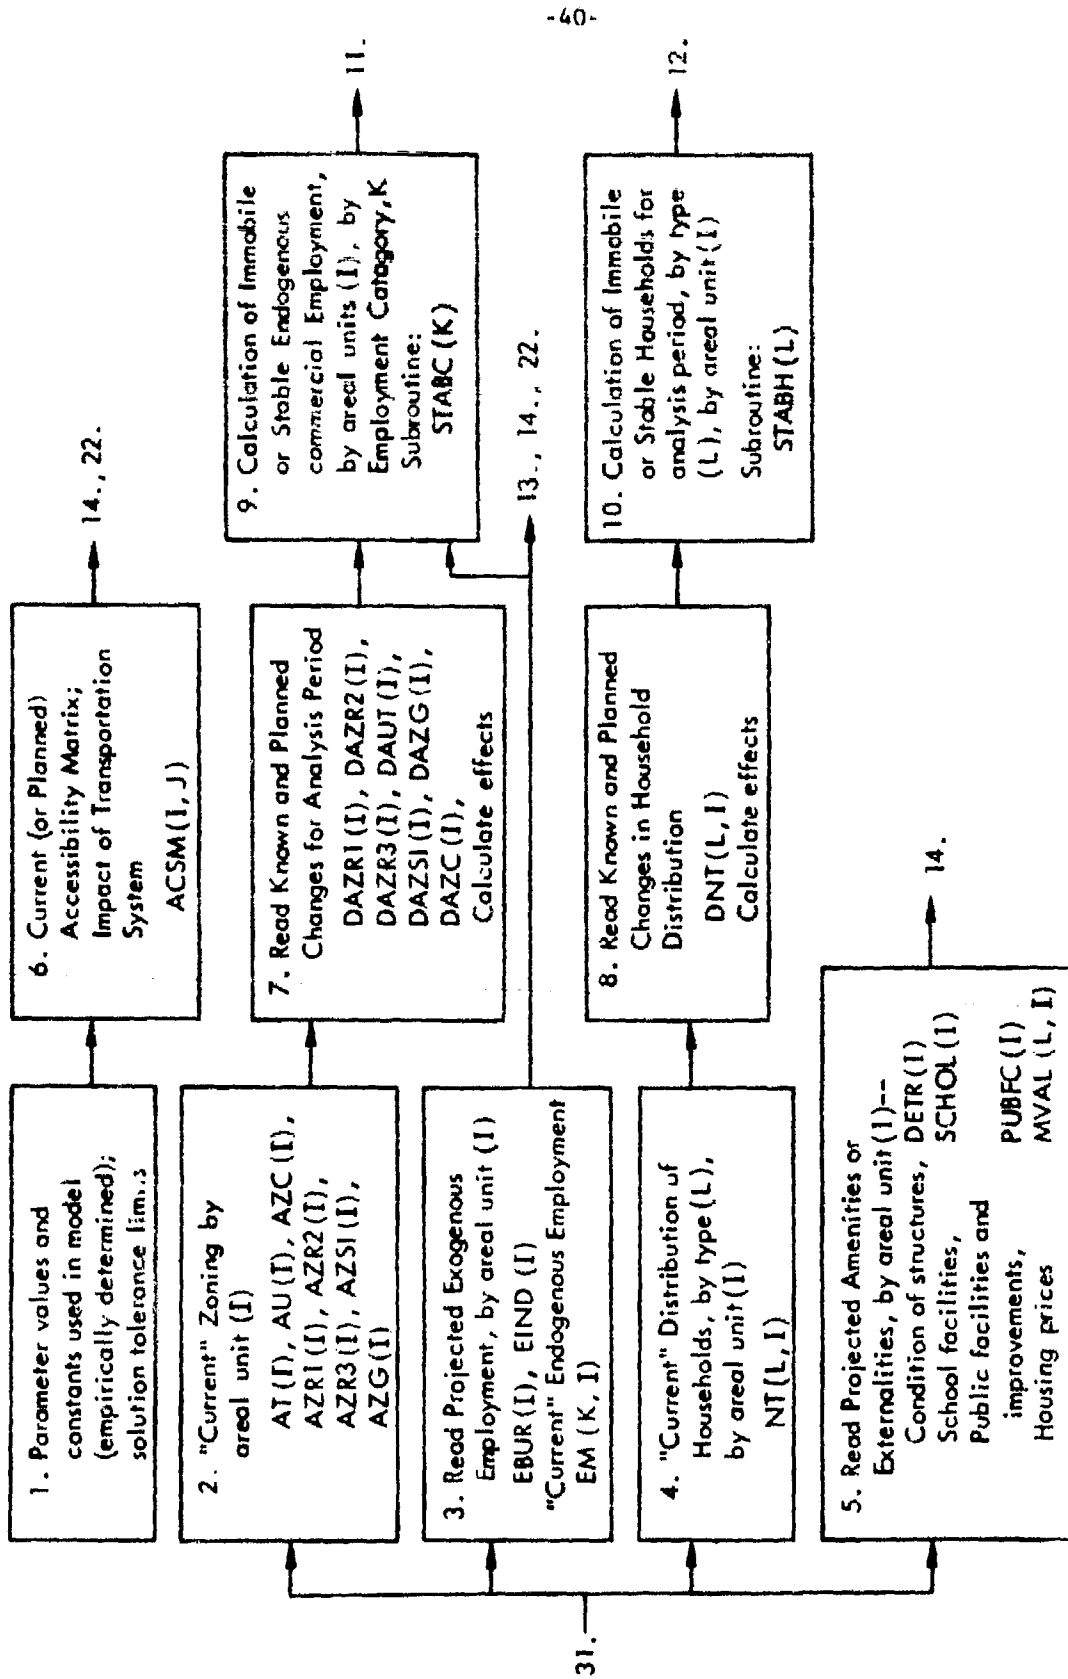 -40-
1. Parameter values and
constants used in model
(empirically determined);
solution tolerance
2. "Current" Zoning by
areal unit (I)
AT(I), AU(I), AZC(I),
AZR1(I), AZR2(I),
AZR3(I), AZSI(I),
AZG(I)
3. Read Projected Exogenous
Employment, by areal unit (I)
EBUR(I), EIND(I)
"Current" Endogenous Employment
EM(K, I)
4. "Current" Distribution of
Households, by type (L),
by areal unit (I)
NT(L, I)
5. Read Projected Amenities or
Externalities, by areal unit (I)--
Condition of structures, DETR(I)
School facilities, SCHOL(I)
Public facilities and
improvements, PUBFC(I)
Housing prices MVAL(L, I)
31.
6. Current (or Planned)
Accessibility Matrix;
Impact of Transportation
System
ACSM(I, J)
14., 22.
7. Read Known and Planned
Changes for Analysis Period
DAZR1(I), DAZR2(I),
DAZR3(I), DAUT(I),
DAZSI(I), DAZG(I),
DAZC(I),
Calculate effects
8. Read Known and Planned
Changes in Household
Distribution
DNT(L, I)
Calculate effects
14.
9. Calculation of Immobile
or Stable Endogenous
commercial Employment,
by areal units (I), by
Employment Catagory, K
Subroutine:
STABC(K)
11.
13., 14., 22.
10. Calculation of Immobile
or Stable Households for
analysis period, by type
(L), by areal unit (I)
Subroutine:
STABH(L)
12.